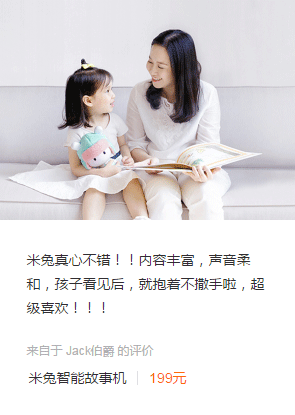 米兔真心不错！！内容丰富，声音柔
和，孩子看见后，就抱着不撒手啦，超
级喜欢！！！
来自于 Jack伯爵 的评价
米兔智能故事机 | 199元